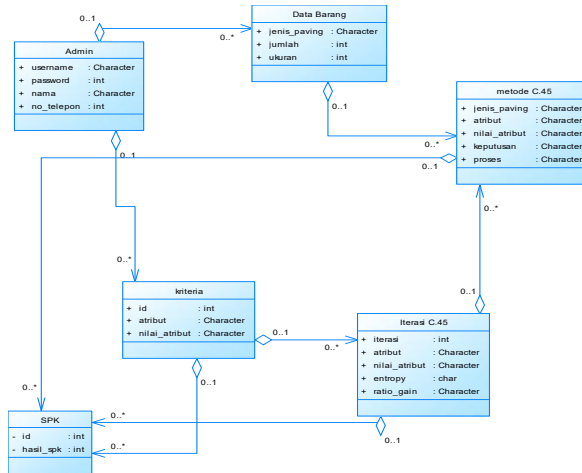 0..1
0..*
Data Barang
+ jenis_paving : Character
+ jumlah : int
+ ukuran : int
Admin
+ username : Character
+ password : int
+ nama : Character
+ no_telepon : int
0..1
0..1
metode C.45
+ jenis_paving : Character
+ atribut : Character
+ nilai_atribut : Character
+ keputusan : Character
+ proses : Character
0..*
0..1
0..*
0..*
kriteria
+ id : int
+ atribut : Character
+ nilai_atribut : Character
0..1
0..*
0..1
Iterasi C.45
+ iterasi : int
+ atribut : Character
+ nilai_atribut : Character
+ entropy : char
+ ratio_gain : Character
0..1
0..*
SPK
- id : int
- hasil_spk : int
0..*
0..*
0..1